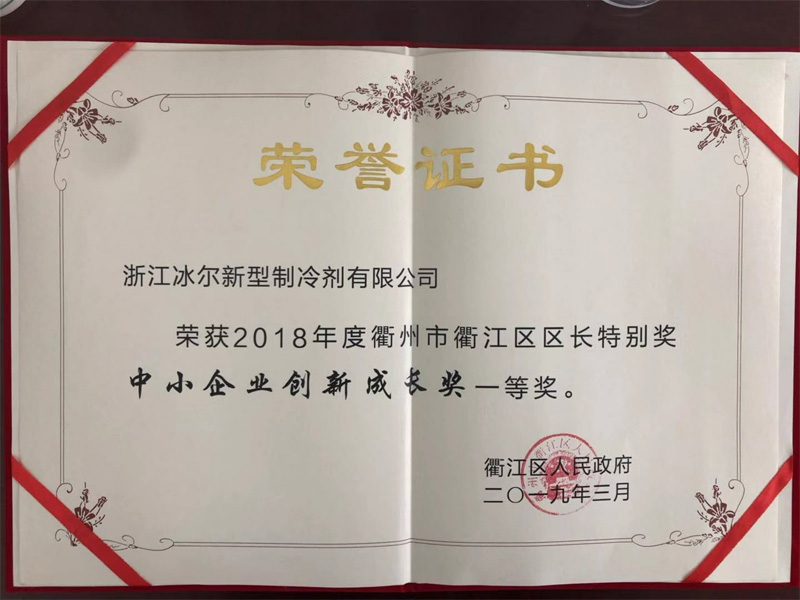 荣誉证书
浙江冰尔新型制冷剂有限公司
荣获2018年度衢州市衢江区区长特别奖
中小企业创新成长奖一等奖。
衢江区人民政府
二〇一九年三月